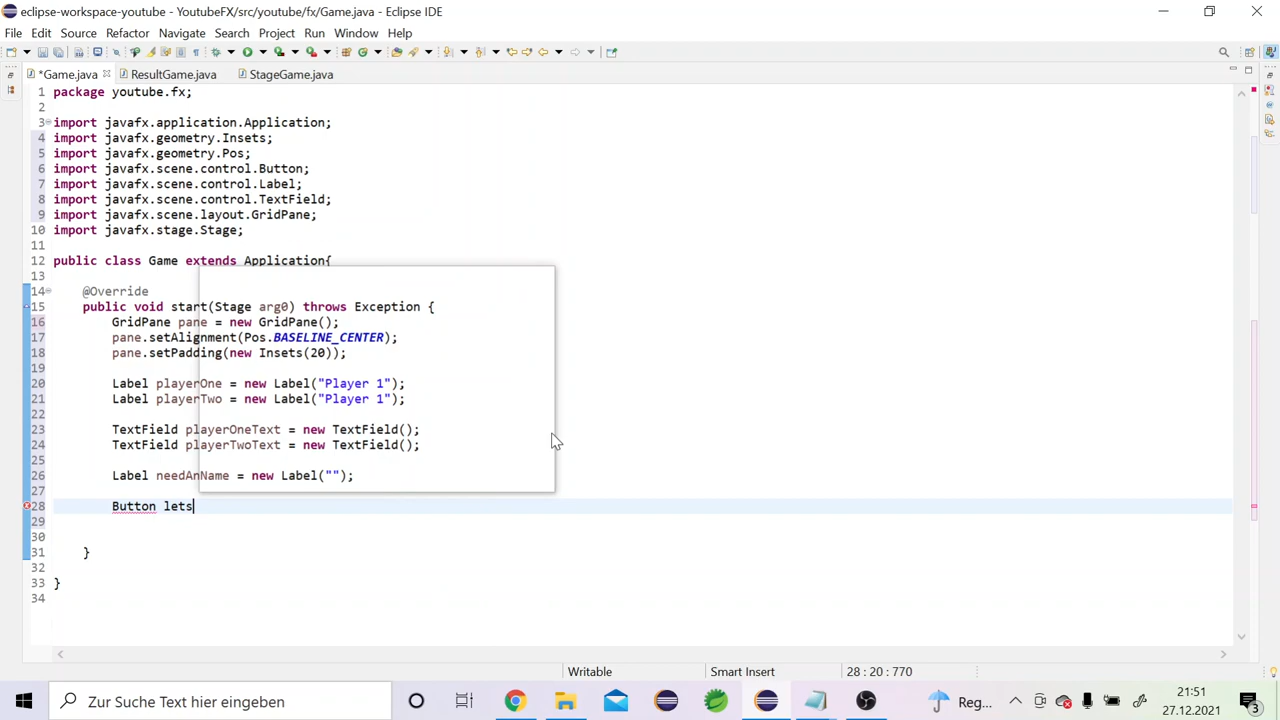 eclipse-workspace-youtube - YoutubeFX/src/youtube/fx/Game.java - Eclipse IDE
File Edit Source Refactor Navigate Search Project Run Window Help
*Game.java ResultGame.java StageGame.java
1 package youtube.fx;
2
3 import javafx.application.Application;
4 import javafx.geometry.Insets;
5 import javafx.geometry.Pos;
6 import javafx.scene.control.Button;
7 import javafx.scene.control.Label;
8 import javafx.scene.control.TextField;
9 import javafx.scene.layout.GridPane;
10 import javafx.stage.Stage;
11
12 public class Game extends Application{
13
14 @Override
15 public void start(Stage arg0) throws Exception {
16 GridPane pane = new GridPane();
17 pane.setAlignment(Pos.BASELINE_CENTER);
18 pane.setPadding(new Insets(20));
19
20 Label playerOne = new Label("Player 1");
21 Label playerTwo = new Label("Player 1");
22
23 TextField playerOneText = new TextField();
24 TextField playerTwoText = new TextField();
25
26 Label needAnName = new Label("");
27
28 Button lets
29
30
31 }
32
33 }
34
Writable Smart Insert 28 : 20 : 770
Zur Suche Text hier eingeben Reg... 21:51
27.12.2021 3